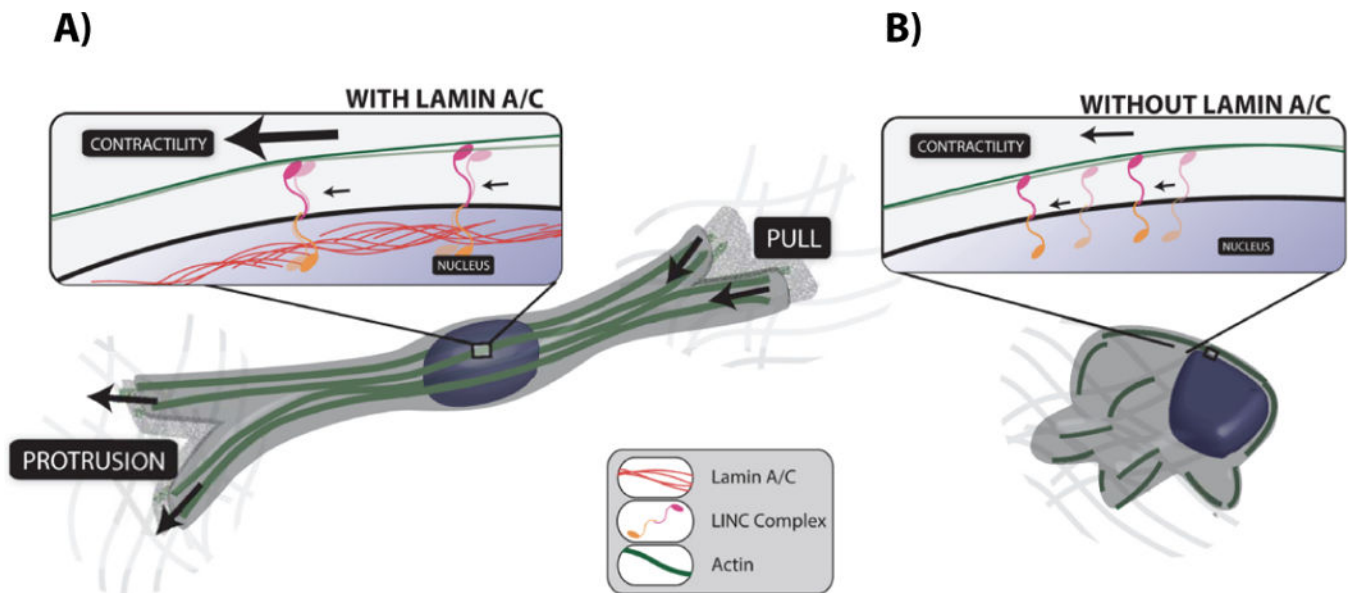 A)
B)
WITH LAMIN A/C
CONTRACTILITY
NUCLEUS
PULL
PROTRUSION
WITHOUT LAMIN A/C
CONTRACTILITY
NUCLEUS
Lamin A/C
LINC Complex
Actin